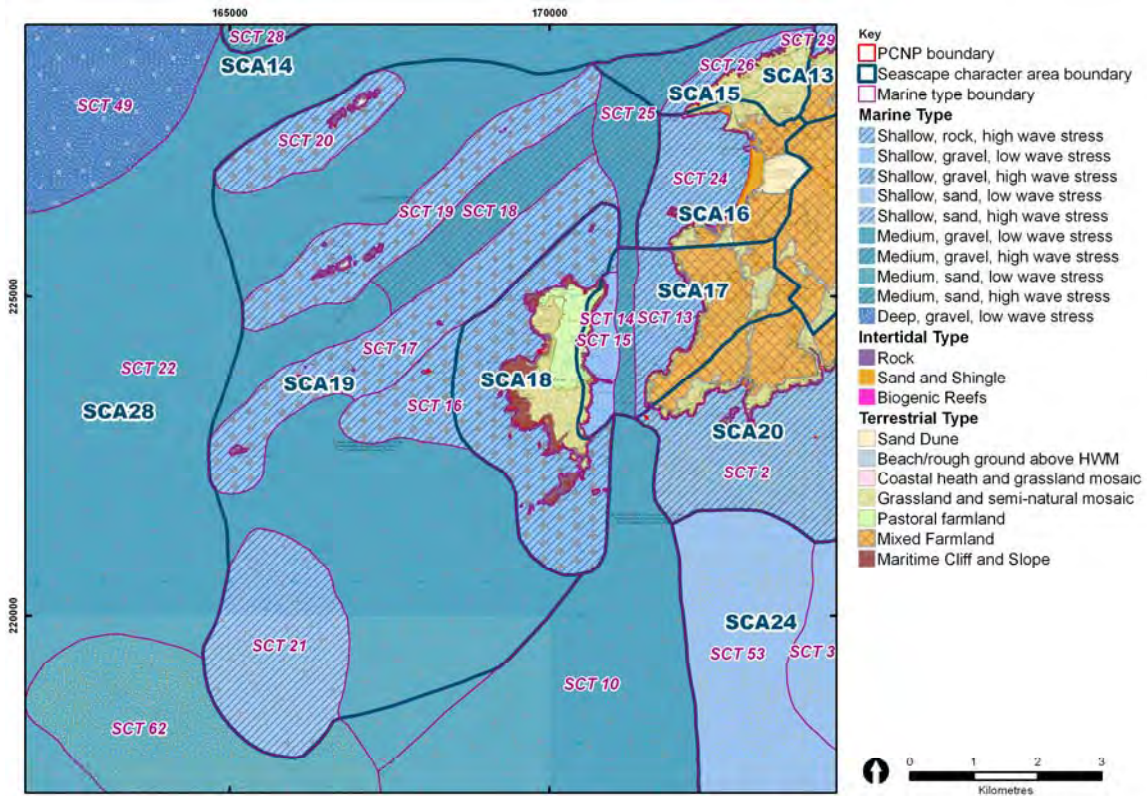 165000
170000
225000
220000
SCT 28
SCA14
SCT 49
SCT 20
SCT 29
SCT 26
SCA13
SCA15
SCT 25
SCT 24
SCT 19
SCT 18
SCA16
SCA17
SCT 14
SCT 13
SCT 15
SCT 17
SCA18
SCA19
SCT 22
SCA28
SCT 16
SCA20
SCT 2
SCA24
SCT 53
SCT 3
SCT 21
SCT 10
SCT 62
Key
PCNP boundary
Seascape character area boundary
Marine type boundary
Marine Type
Shallow, rock, high wave stress
Shallow, gravel, low wave stress
Shallow, gravel, high wave stress
Shallow, sand, low wave stress
Shallow, sand, high wave stress
Medium, gravel, low wave stress
Medium, gravel, high wave stress
Medium, sand, low wave stress
Medium, sand, high wave stress
Deep, gravel, low wave stress
Intertidal Type
Rock
Sand and Shingle
Biogenic Reefs
Terrestrial Type
Sand Dune
Beach/rough ground above HWM
Coastal heath and grassland mosaic
Grassland and semi-natural mosaic
Pastoral farmland
Mixed Farmland
Maritime Cliff and Slope
0 1 2 3
Kilometres